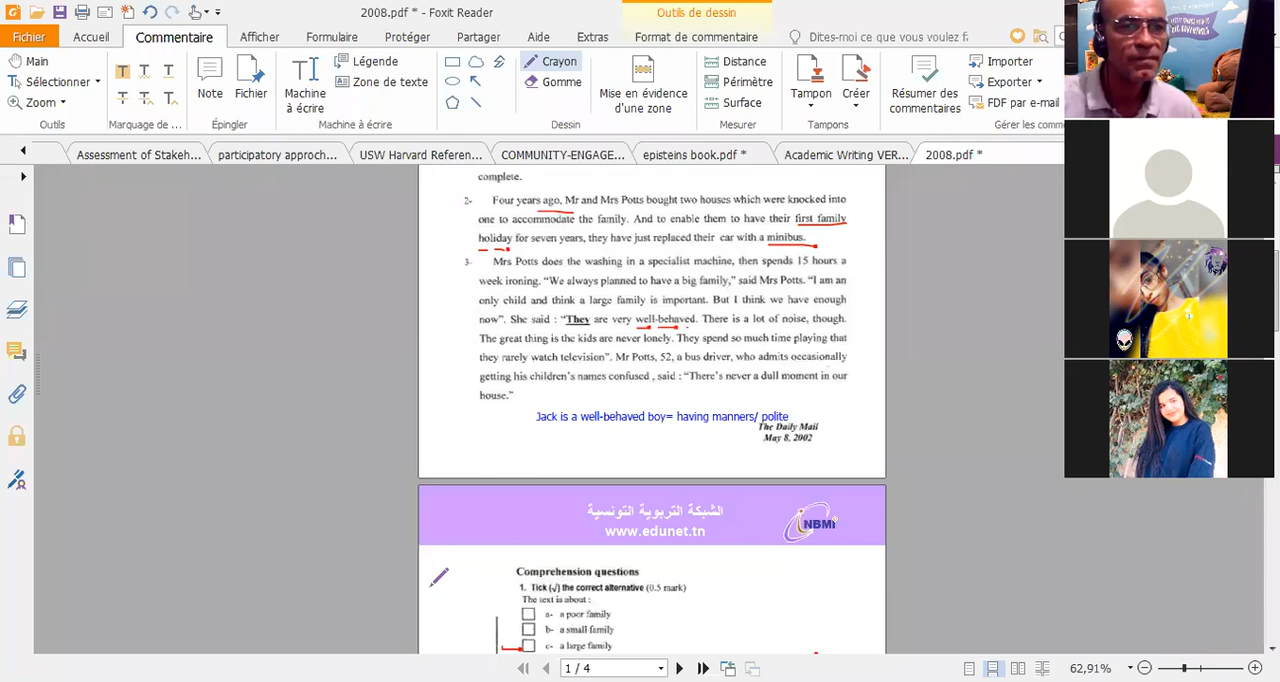 2008.pdf * - Foxit Reader
Outils de dessin
Fichier Accueil Commentaire Afficher Formulaire Protéger Aide Extras Format de commentaire Dites-moi ce que vous voulez fa
Main
Sélectionner
Zoom
Outils
Marquage de ...
Note
Fichier
Épingler
Machine à écrire
Légende
Zone de texte
Machine à écrire
Crayon
Gomme
Dessin
Mise en évidence d'une zone
Distance
Périmètre
Surface
Mesurer
Tampon
Créer
Tampons
Résumer des commentaires
Importer
Exporter
FDF par e-mail
Gérer les comm
Assessment of Stakeh... participatory approch... USW Harvard Referen... COMMUNITY-ENGAGE... episteins book.pdf * Academic Writing VER... 2008.pdf *
complete.
2- Four years ago, Mr and Mrs Potts bought two houses which were knocked into
one to accommodate the family. And to enable them to have their first family
holiday for seven years, they have just replaced their car with a minibus.
3- Mrs Potts does the washing in a specialist machine, then spends 15 hours a
week ironing. “We always planned to have a big family,” said Mrs Potts. “I am an
only child and think a large family is important. But I think we have enough
now”. She said : “They are very well-behaved. There is a lot of noise, though.
The great thing is the kids are never lonely. They spend so much time playing that
they rarely watch television”. Mr Potts, 52, a bus driver, who admits occasionally
getting his children’s names confused , said : “There’s never a dull moment in our
house.”
Jack is a well-behaved boy= having manners/ polite
The Daily Mail
May 8, 2002
الشبكة التربوية التونسية
www.edunet.tn
NBMI
Comprehension questions
1. Tick (√) the correct alternative (0.5 mark)
The text is about :
a- a poor family
b- a small family
c- a large family
1 / 4
62,91%